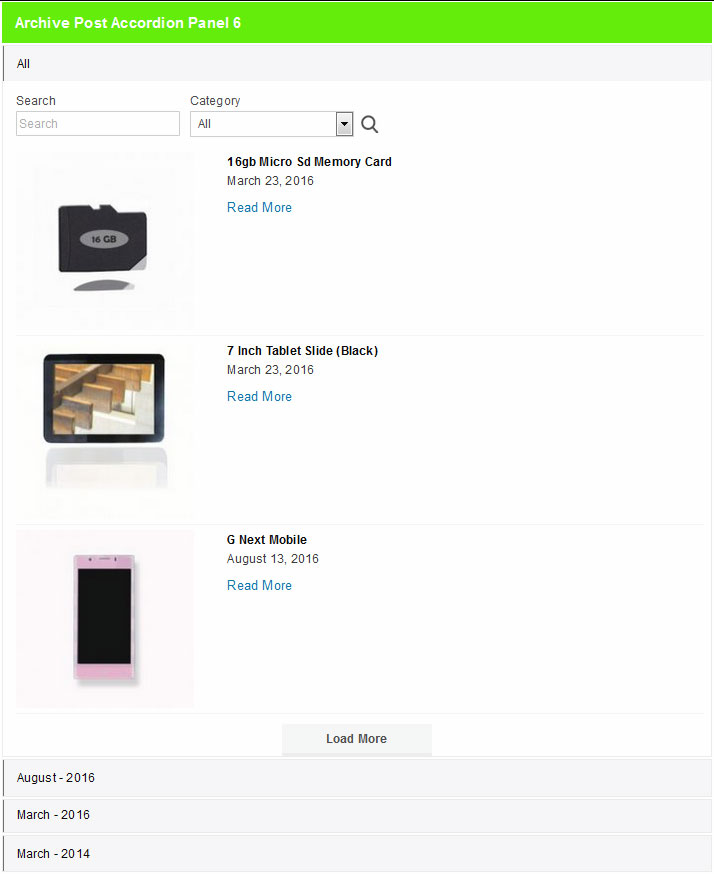 Archive Post Accordion Panel 6
All
Search
Category
Search
All
16 GB
16gb Micro Sd Memory Card
March 23, 2016
Read More
7 Inch Tablet Slide (Black)
March 23, 2016
Read More
G Next Mobile
August 13, 2016
Read More
Load More
August - 2016
March - 2016
March - 2014